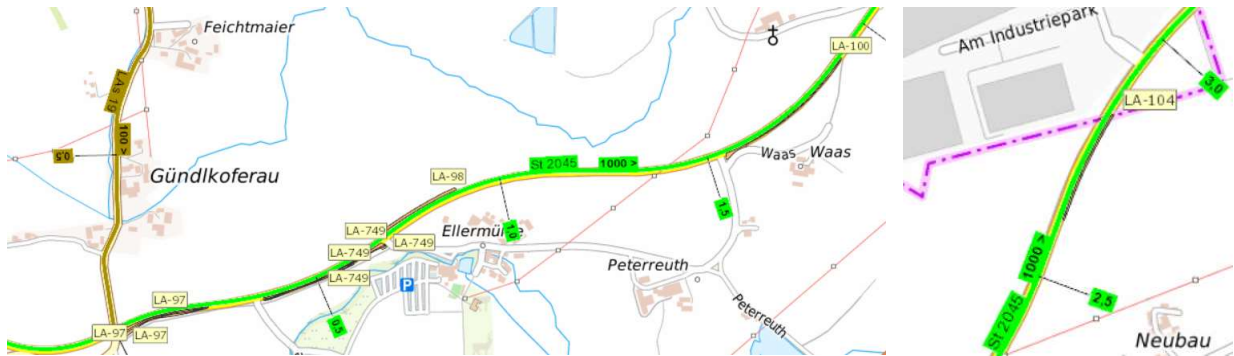 Feichtmaier
LAs 19
100 >
0,5
Gündlkoferau
LA-100
Waas
Waas
St 2045
1000 >
LA-98
1,5
1,0
LA-749
LA-749
LA-749
LA-749
Ellermühle
Peterreuth
Peterreuth
P
LA-97
0,5
LA-97
LA-97
Am Industriepark
3,0
LA-104
1000 >
St 2045
2,5
Neubau